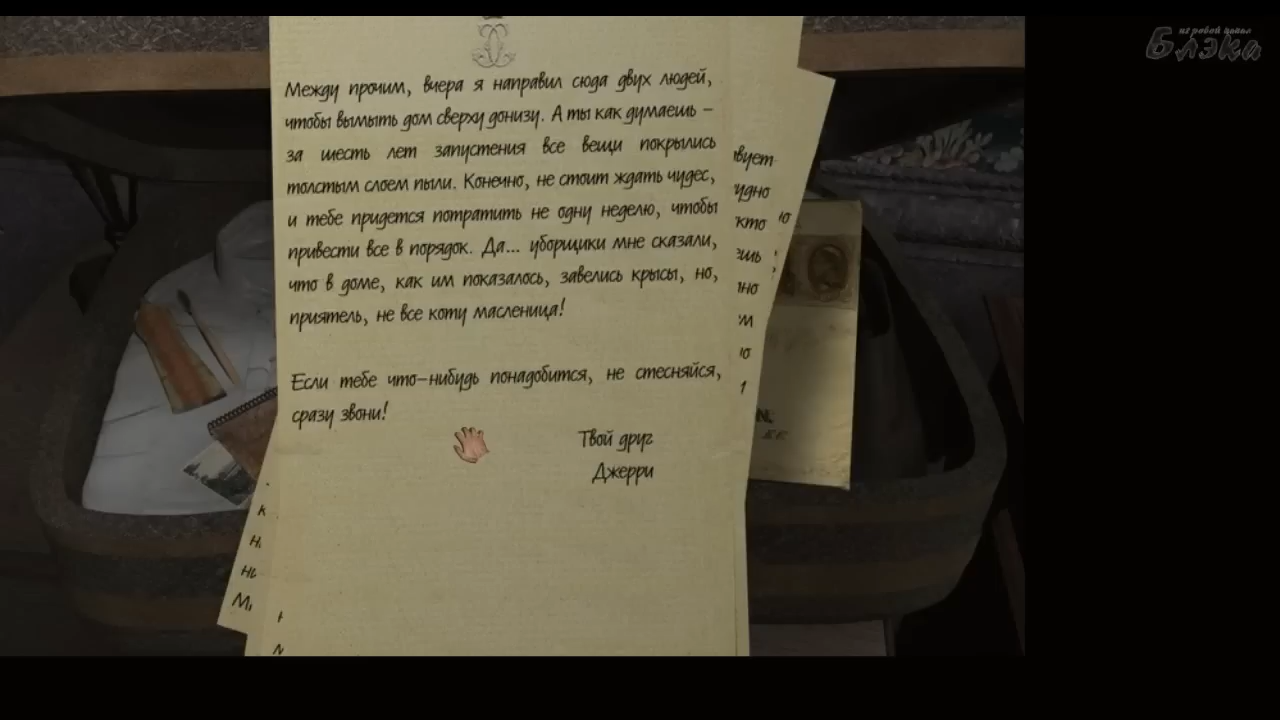 игровой канал
Блэка
Между прочим, вчера я направил сюда двух людей,
чтобы вымыть дом сверху донизу. А ты как думаешь –
за шесть лет запустения все вещи покрылись
толстым слоем пыли. Конечно, не стоит ждать чудес,
и тебе придется потратить не одну неделю, чтобы
привести все в порядок. Да... уборщики мне сказали,
что в доме, как им показалось, завелись крысы, но,
приятель, не все коту масленица!
Если тебе что-нибудь понадобится, не стесняйся,
сразу звони!
Твой друг
Джерри